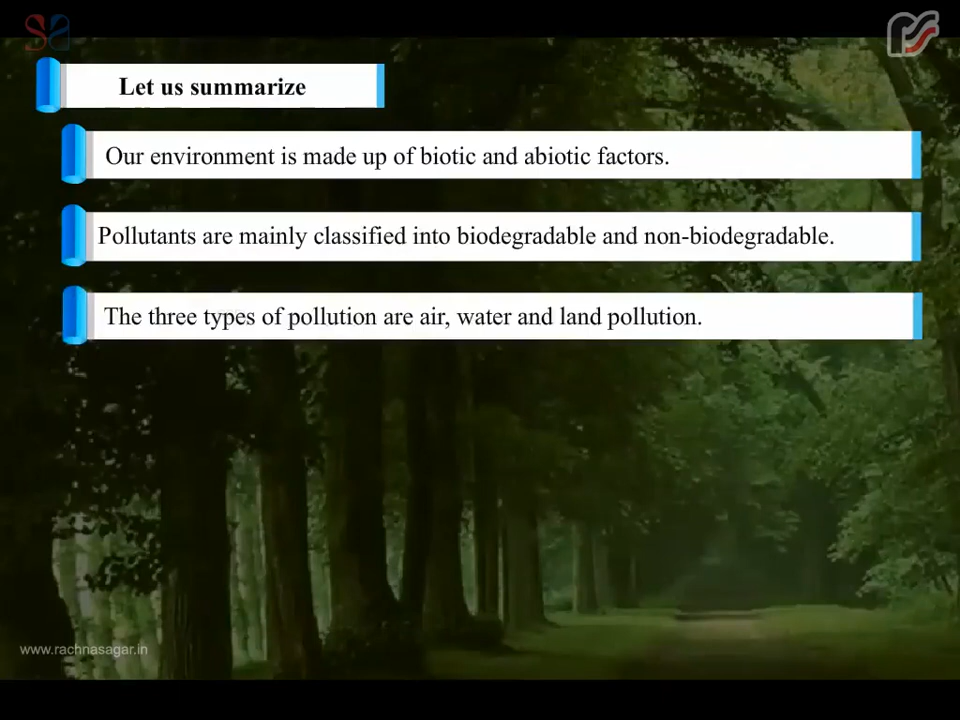 Let us summarize
Our environment is made up of biotic and abiotic factors.
Pollutants are mainly classified into biodegradable and non-biodegradable.
The three types of pollution are air, water and land pollution.
www.rachnasagar.in